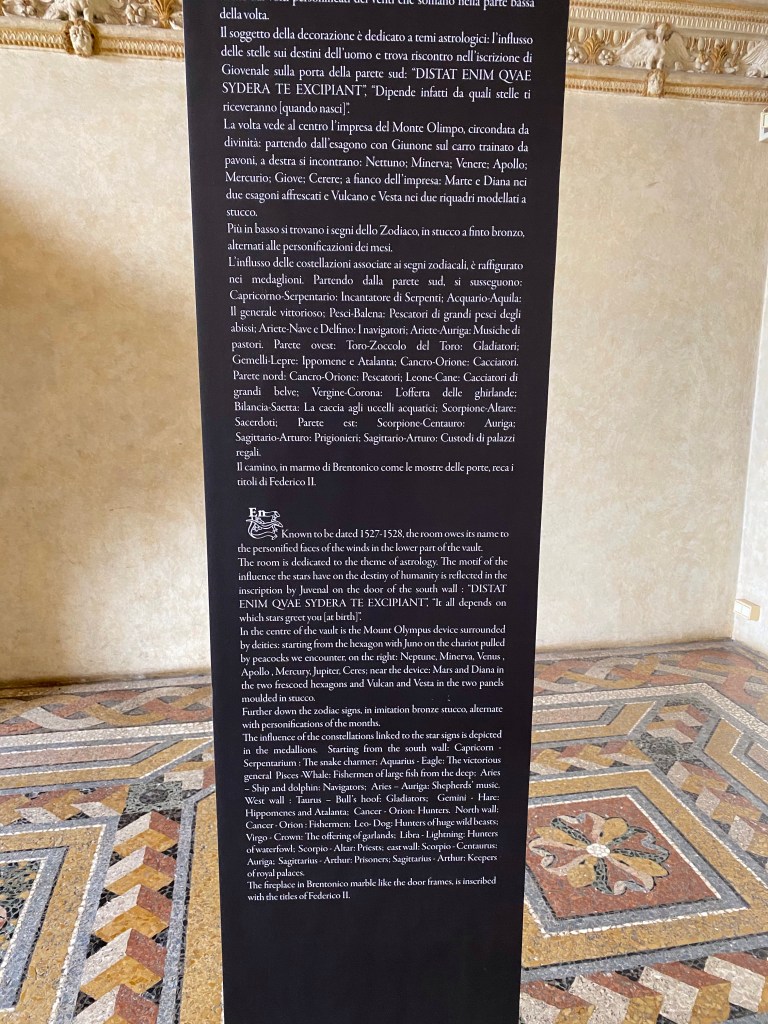 personificati dei venti che soffiano nella parte bassa
della volta.
Il soggetto della decorazione è dedicato a temi astrologici: l'influsso
delle stelle sui destini dell'uomo e trova riscontro nell'iscrizione di
Giovenale sulla porta della parete sud: "DISTAT ENIM QVAE
SYDERA TE EXCIPIANT", "Dipende infatti da quali stelle ti
riceveranno [quando nasci]".
La volta vede al centro l'impresa del Monte Olimpo, circondata da
divinità: partendo dall'esagono con Giunone sul carro trainato da
pavoni, a destra si incontrano: Nettuno; Minerva; Venere; Apollo;
Mercurio; Giove; Cerere; a fianco dell'impresa: Marte e Diana nei
due esagoni affrescati e Vulcano e Vesta nei due riquadri modellati a
stucco.
Più in basso si trovano i segni dello Zodiaco, in stucco a finto bronzo,
alternati alle personificazioni dei mesi.
L'influsso delle costellazioni associate ai segni zodiacali, è raffigurato
nei medaglioni. Partendo dalla parete sud, si susseguono:
Capricorno-Serpentario: Incantatore di Serpenti; Acquario-Aquila:
Il generale vittorioso; Pesci-Balena: Pescatori di grandi pesci degli
abissi; Ariete-Nave e Delfino: I navigatori; Ariete-Auriga: Musiche di
pastori. Parete ovest: Toro-Zoccolo del Toro: Gladiatori;
Gemelli-Lepre: Ippomene e Atalanta; Cancro-Orione: Cacciatori.
Parete nord: Cancro-Orione: Pescatori; Leone-Cane: Cacciatori di
grandi belve; Vergine-Corona: L'offerta delle ghirlande;
Bilancia-Saetta: La caccia agli uccelli acquatici; Scorpione-Altare:
Sacerdoti; Parete est: Scorpione-Centauro: Auriga;
Sagittario-Arturo: Prigionieri; Sagittario-Arturo: Custodi di palazzi
regali.
Il camino, in marmo di Brentonico come le mostre delle porte, reca i
titoli di Federico II.
En
Known to be dated 1527-1528, the room owes its name to
the personified faces of the winds in the lower part of the vault.
The room is dedicated to the theme of astrology. The motif of the
influence the stars have on the destiny of humanity is reflected in the
inscription by Juvenal on the door of the south wall : "DISTAT
ENIM QVAE SYDERA TE EXCIPIANT". "It all depends on
which stars greet you [at birth]".
In the centre of the vault is the Mount Olympus device surrounded
by deities: starting from the hexagon with Juno on the chariot pulled
by peacocks we encounter, on the right: Neptune, Minerva, Venus ,
Apollo , Mercury, Jupiter, Ceres; near the device: Mars and Diana in
the two frescoed hexagons and Vulcan and Vesta in the two panels
moulded in stucco.
Further down the zodiac signs, in imitation bronze stucco, alternate
with personifications of the months.
The influence of the constellations linked to the star signs is depicted
in the medallions. Starting from the south wall: Capricorn -
Serpentarium : The snake charmer; Aquarius - Eagle: The victorious
general Pisces -Whale: Fishermen of large fish from the deep; Aries
– Ship and dolphin: Navigators; Aries – Auriga: Shepherds' music.
West wall : Taurus – Bull's hoof: Gladiators; Gemini - Hare:
Hippomenes and Atalanta; Cancer - Orion: Hunters. North wall:
Cancer - Orion : Fishermen; Leo- Dog: Hunters of huge wild beasts;
Virgo - Crown: The offering of garlands; Libra - Lightning: Hunters
of waterfowl; Scorpio - Altar: Priests; east wall: Scorpio - Centaurus:
Auriga; Sagittarius - Arthur: Prisoners; Sagittarius - Arthur: Keepers
of royal palaces.
The fireplace in Brentonico marble like the door frames, is inscribed
with the titles of Federico II.